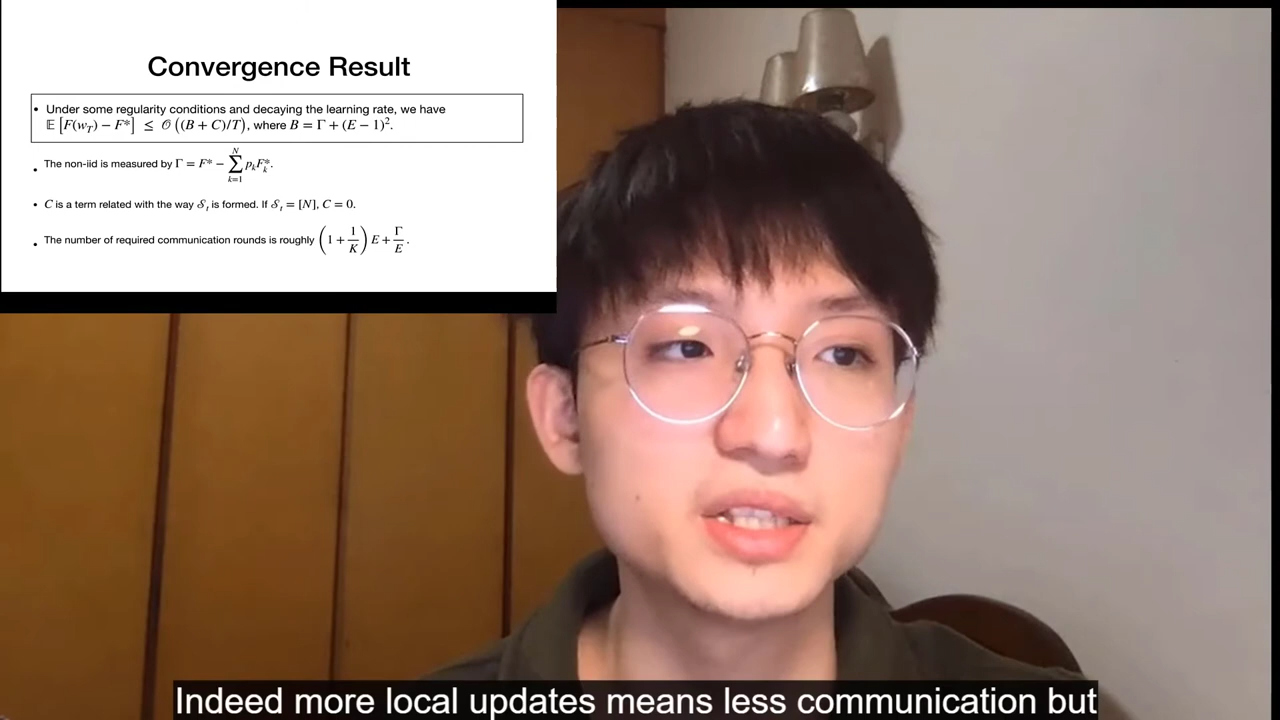 Convergence Result
• Under some regularity conditions and decaying the learning rate, we have
𝔼 [F(w_T) − F*] ≤ 𝒪 ((B + C)/T), where B = Γ + (E − 1)².
• The non-iid is measured by Γ = F* − ∑_{k=1}^{N} p_k F_k*.
• C is a term related with the way 𝒮_t is formed. If 𝒮_t = [N], C = 0.
• The number of required communication rounds is roughly (1 + 1/K) E + Γ/E.
Indeed more local updates means less communication but